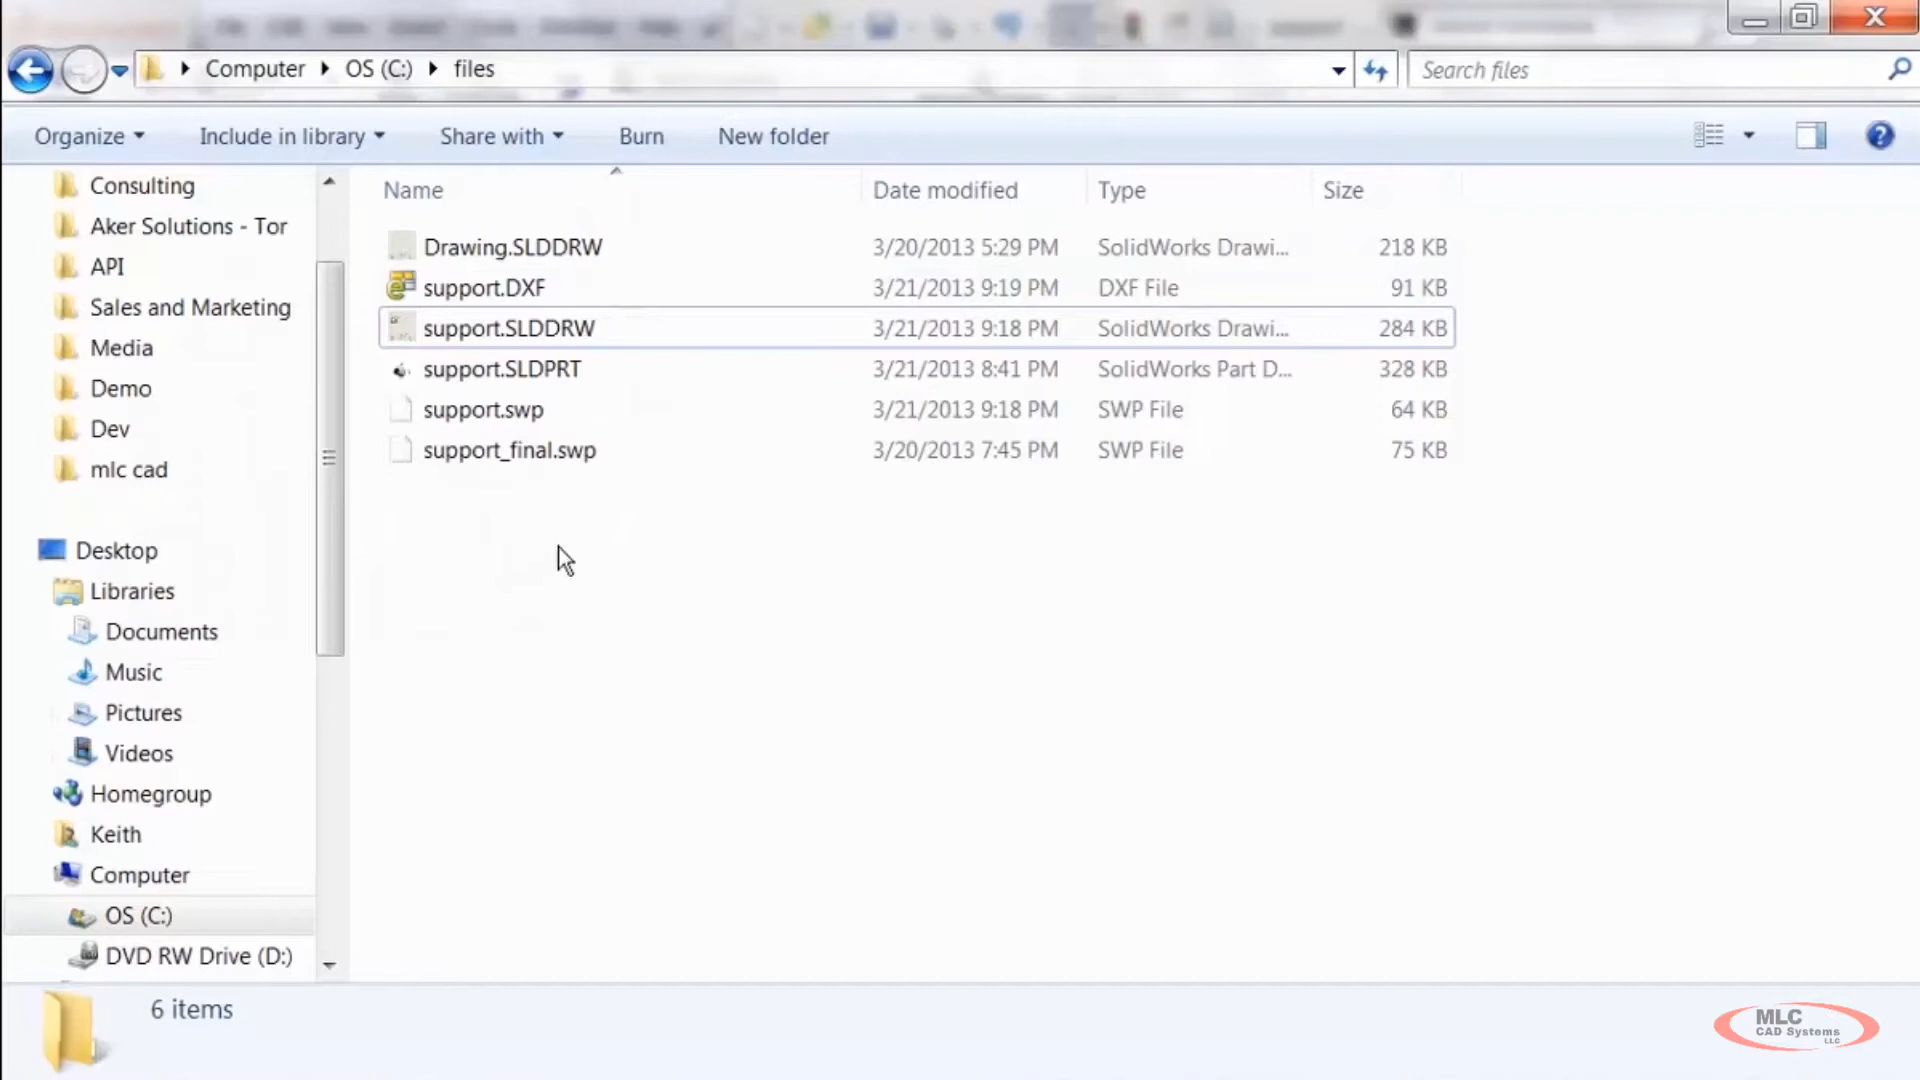 Computer OS (C:) files
Search files
Organize Include in library Share with Burn New folder
Name Date modified Type Size
Drawing.SLDDRW 3/20/2013 5:29 PM SolidWorks Drawi... 218 KB
support.DXF 3/21/2013 9:19 PM DXF File 91 KB
support.SLDDRW 3/21/2013 9:18 PM SolidWorks Drawi... 284 KB
support.SLDPRT 3/21/2013 8:41 PM SolidWorks Part D... 328 KB
support.swp 3/21/2013 9:18 PM SWP File 64 KB
support_final.swp 3/20/2013 7:45 PM SWP File 75 KB
Consulting
Aker Solutions - Tor
API
Sales and Marketing
Media
Demo
Dev
mlc cad
Desktop
Libraries
Documents
Music
Pictures
Videos
Homegroup
Keith
Computer
OS (C:)
DVD RW Drive (D:)
6 items
MLC
CAD Systems
LLC